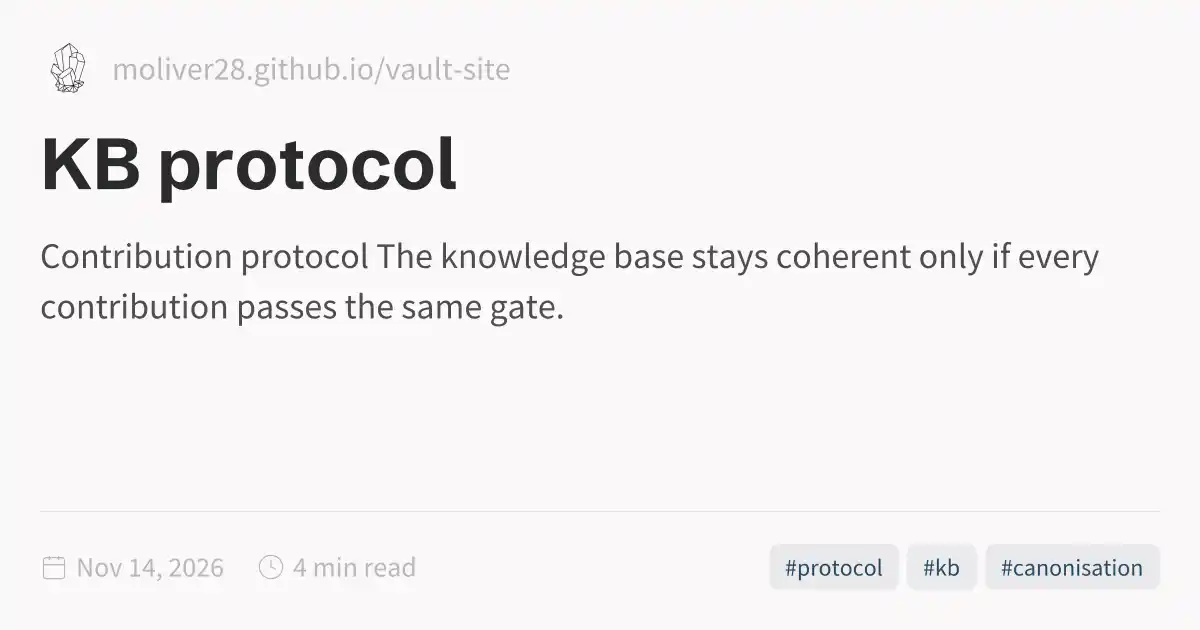 moliver28.github.io/vault-site
KB protocol
Contribution protocol The knowledge base stays coherent only if every
contribution passes the same gate.
Nov 14, 2026 4 min read #protocol #kb #canonisation